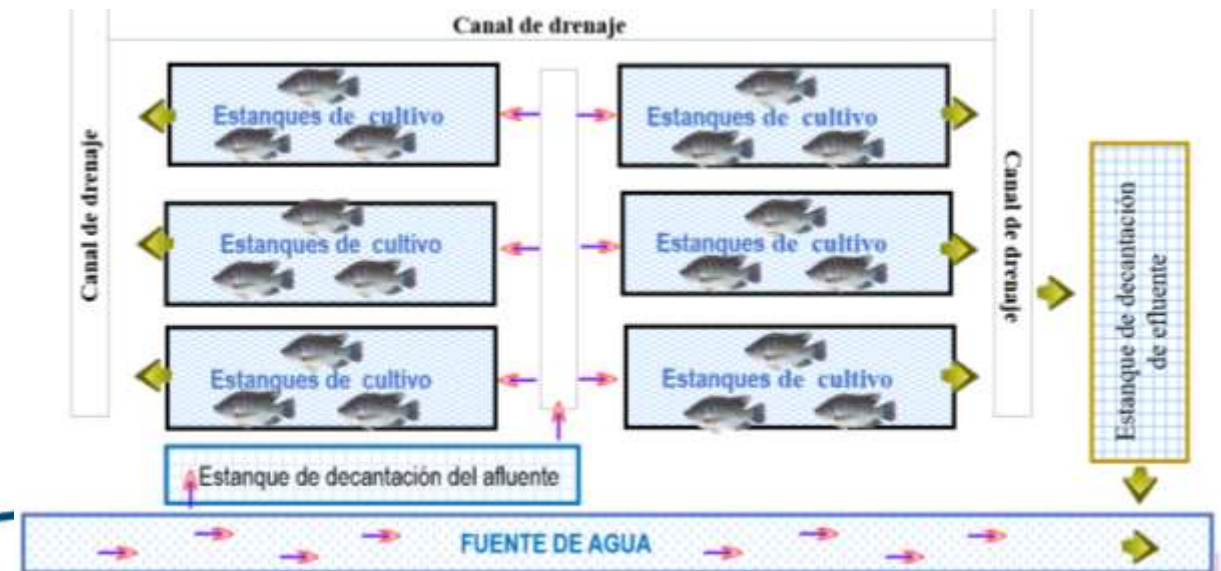 Canal de drenaje
Canal de drenaje
Estanques de cultivo
Estanques de cultivo
Estanques de cultivo
Estanques de cultivo
Estanques de cultivo
Estanques de cultivo
Canal de drenaje
Estanque de decantación
de efluente
Estanque de decantación del afluente
FUENTE DE AGUA